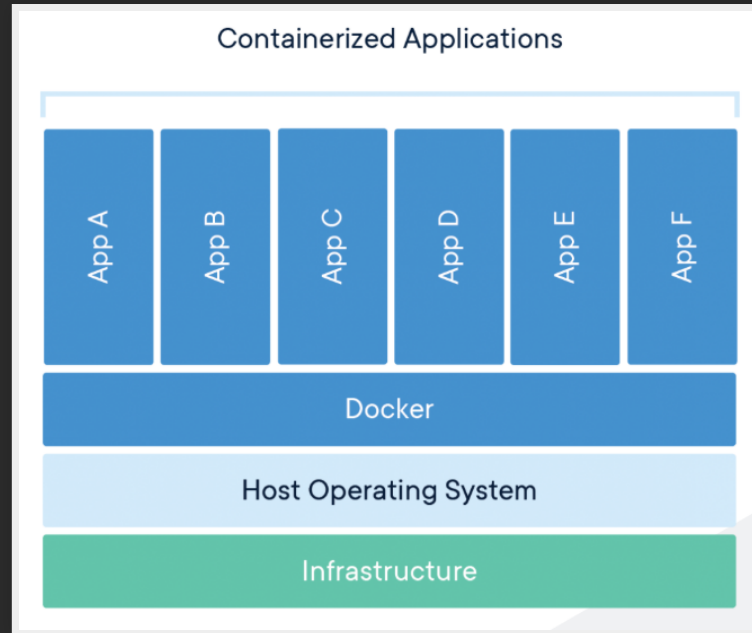 Containerized Applications
App A
App B
App C
App D
App E
App F
Docker
Host Operating System
Infrastructure